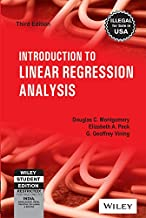 Third Edition
ILLEGAL
for Sale in
USA
INTRODUCTION TO
LINEAR REGRESSION
ANALYSIS
Douglas C. Montgomery
Elizabeth A. Peck
G. Geoffrey Vining
WILEY
STUDENT
EDITION
INDIA
WILEY